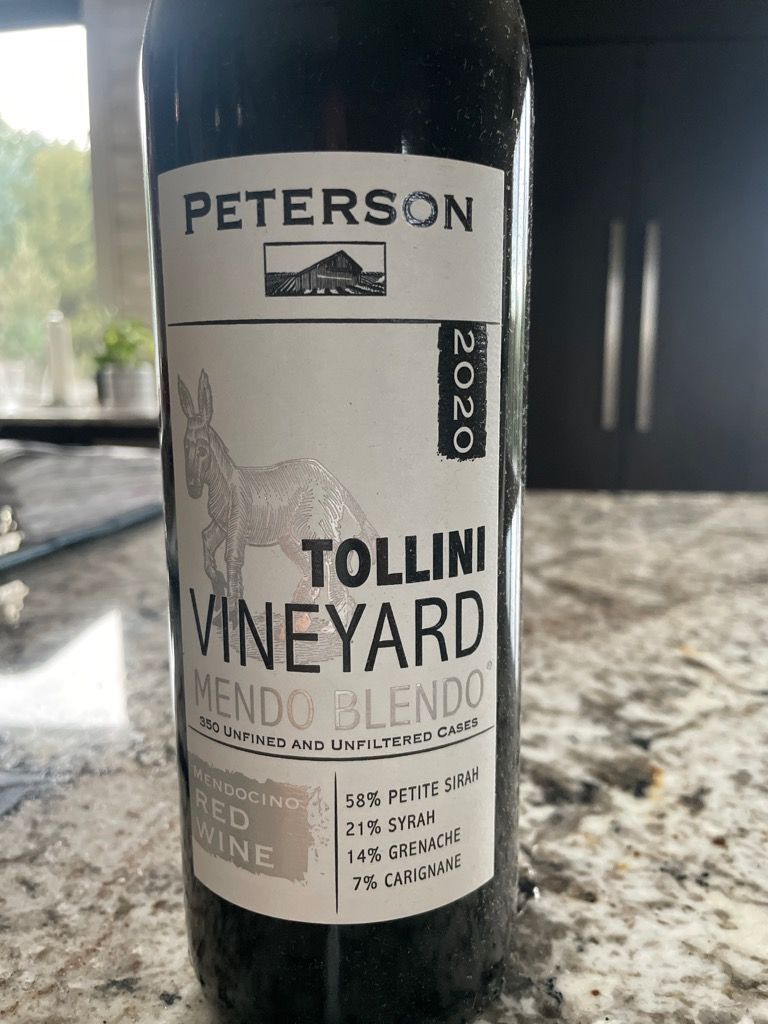 PETERSON
2020
TOLLINI
VINEYARD
MENDO BLENDO®
350 UNFINED AND UNFILTERED CASES
MENDOCINO
RED
WINE
58% PETITE SIRAH
21% SYRAH
14% GRENACHE
7% CARIGNANE